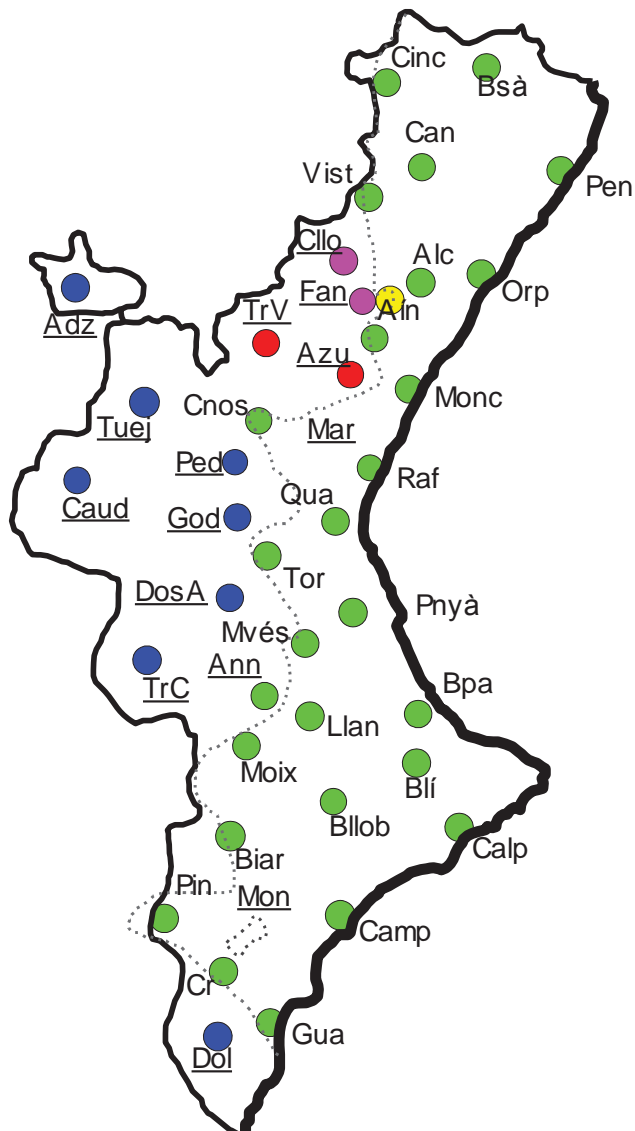 Cinc
Bsà
Can
Pen
Vist
Cllo
Alc
Fan
Aín
Orp
Adz
TrV
Azu
Monc
Tuej
Cnos
Mar
Ped
Raf
Caud
Qua
God
Tor
DosA
Pnyà
Mvés
Ann
TrC
Bpa
Llan
Moix
Blí
Bllob
Calp
Biar
Pin
Mon
Camp
Cr
Gua
Dol